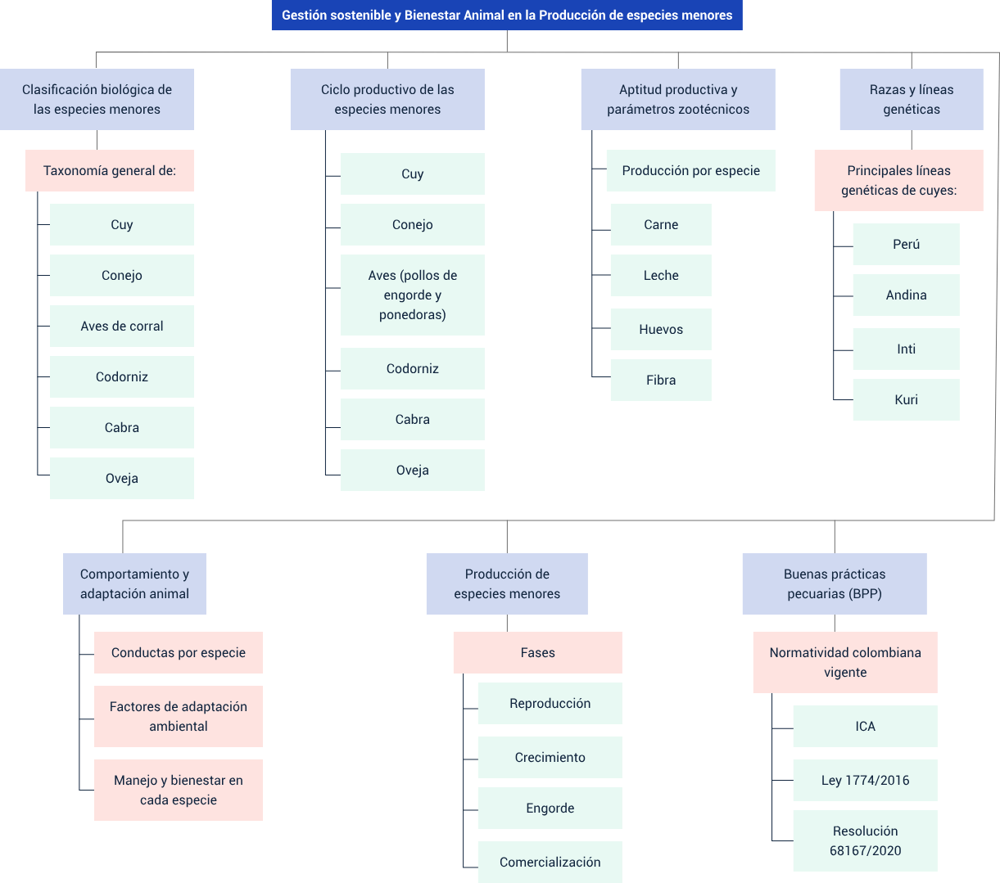 Gestión sostenible y Bienestar Animal en la Producción de especies menores
Clasificación biológica de
las especies menores
Taxonomía general de:
Cuy
Conejo
Aves de corral
Codorniz
Cabra
Oveja
Ciclo productivo de las
especies menores
Cuy
Conejo
Aves (pollos de
engorde y
ponedoras)
Codorniz
Cabra
Oveja
Aptitud productiva y
parámetros zootécnicos
Producción por especie
Carne
Leche
Huevos
Fibra
Razas y líneas
genéticas
Principales líneas
genéticas de cuyes:
Perú
Andina
Inti
Kuri
Comportamiento y
adaptación animal
Conductas por especie
Factores de adaptación
ambiental
Manejo y bienestar en
cada especie
Producción de
especies menores
Fases
Reproducción
Crecimiento
Engorde
Comercialización
Buenas prácticas
pecuarias (BPP)
Normatividad colombiana
vigente
ICA
Ley 1774/2016
Resolución
68167/2020